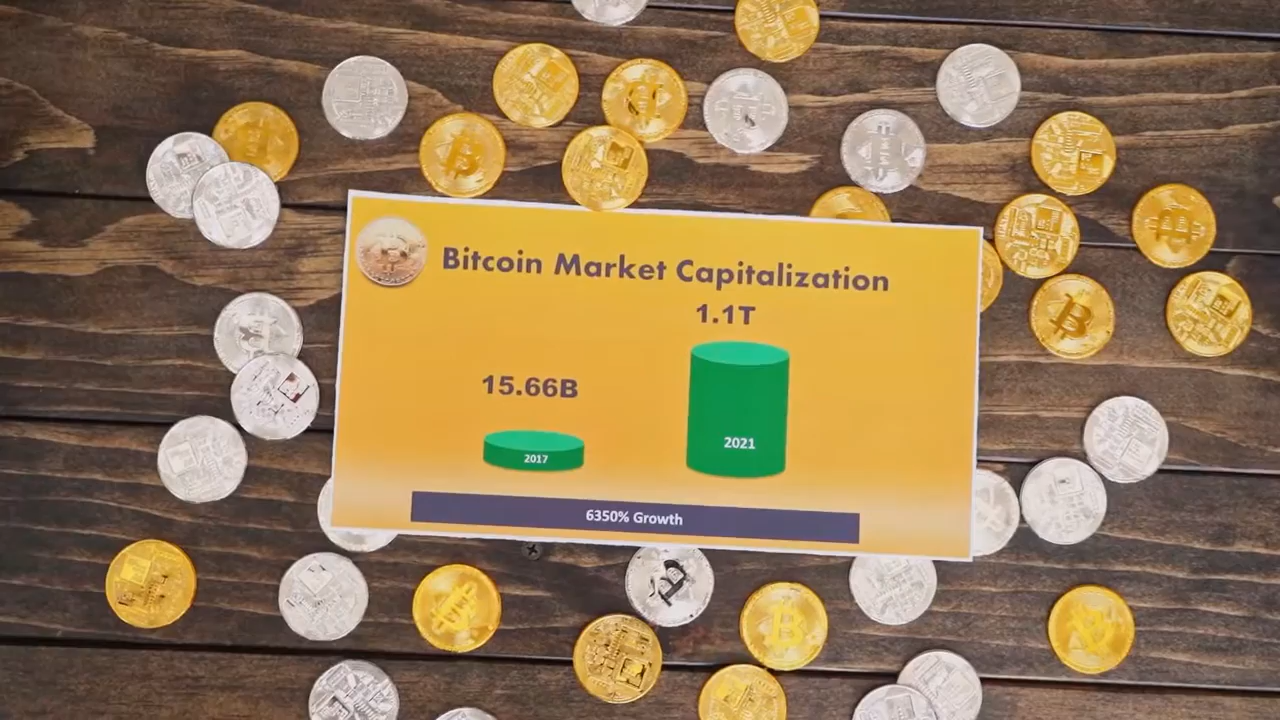 Bitcoin Market Capitalization
1.1T
15.66B
2021
2017
6350% Growth